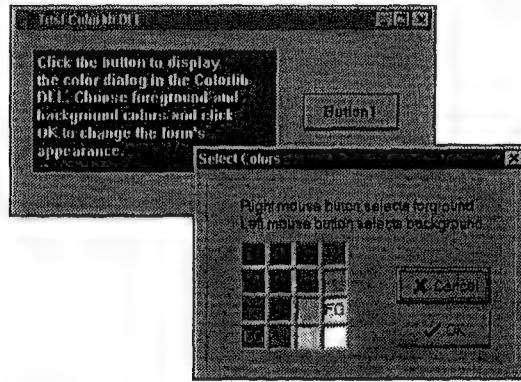 Test Colorlib DLL
Click the button to display
the color dialog in the Colorlib
DLL. Choose foreground and
background colors and click
OK to change the form's
appearance.
Button1
Select Colors
Right mouse button selects forground
Left mouse button selects background
FG
Cancel
BG
OK